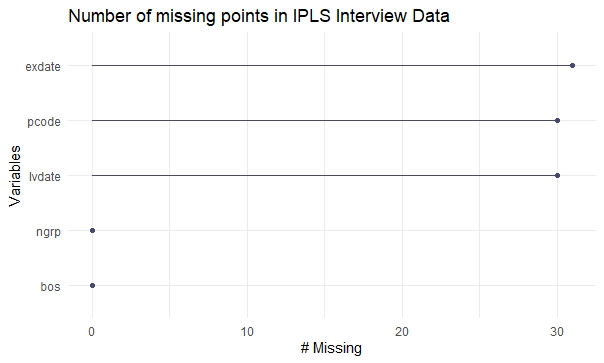 Number of missing points in IPLS Interview Data
exdate
pcode
lvdate
ngrp
bos
Variables
0 10 20 30
# Missing